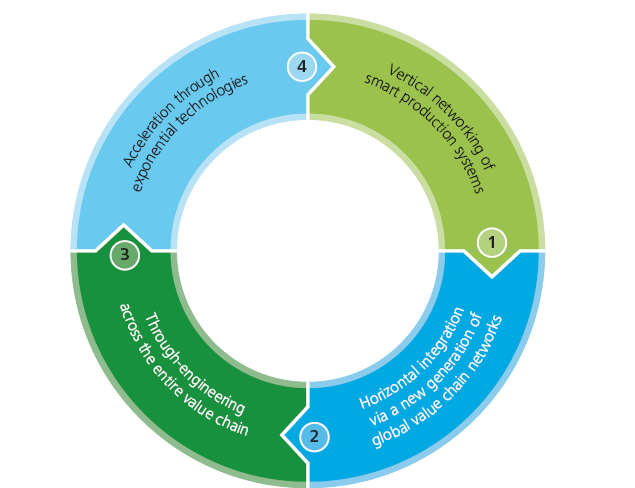 1
Vertical networking of
smart production systems
2
Horizontal integration
via a new generation of
global value chain networks
3
Through-engineering
across the entire value chain
4
Acceleration through
exponential technologies